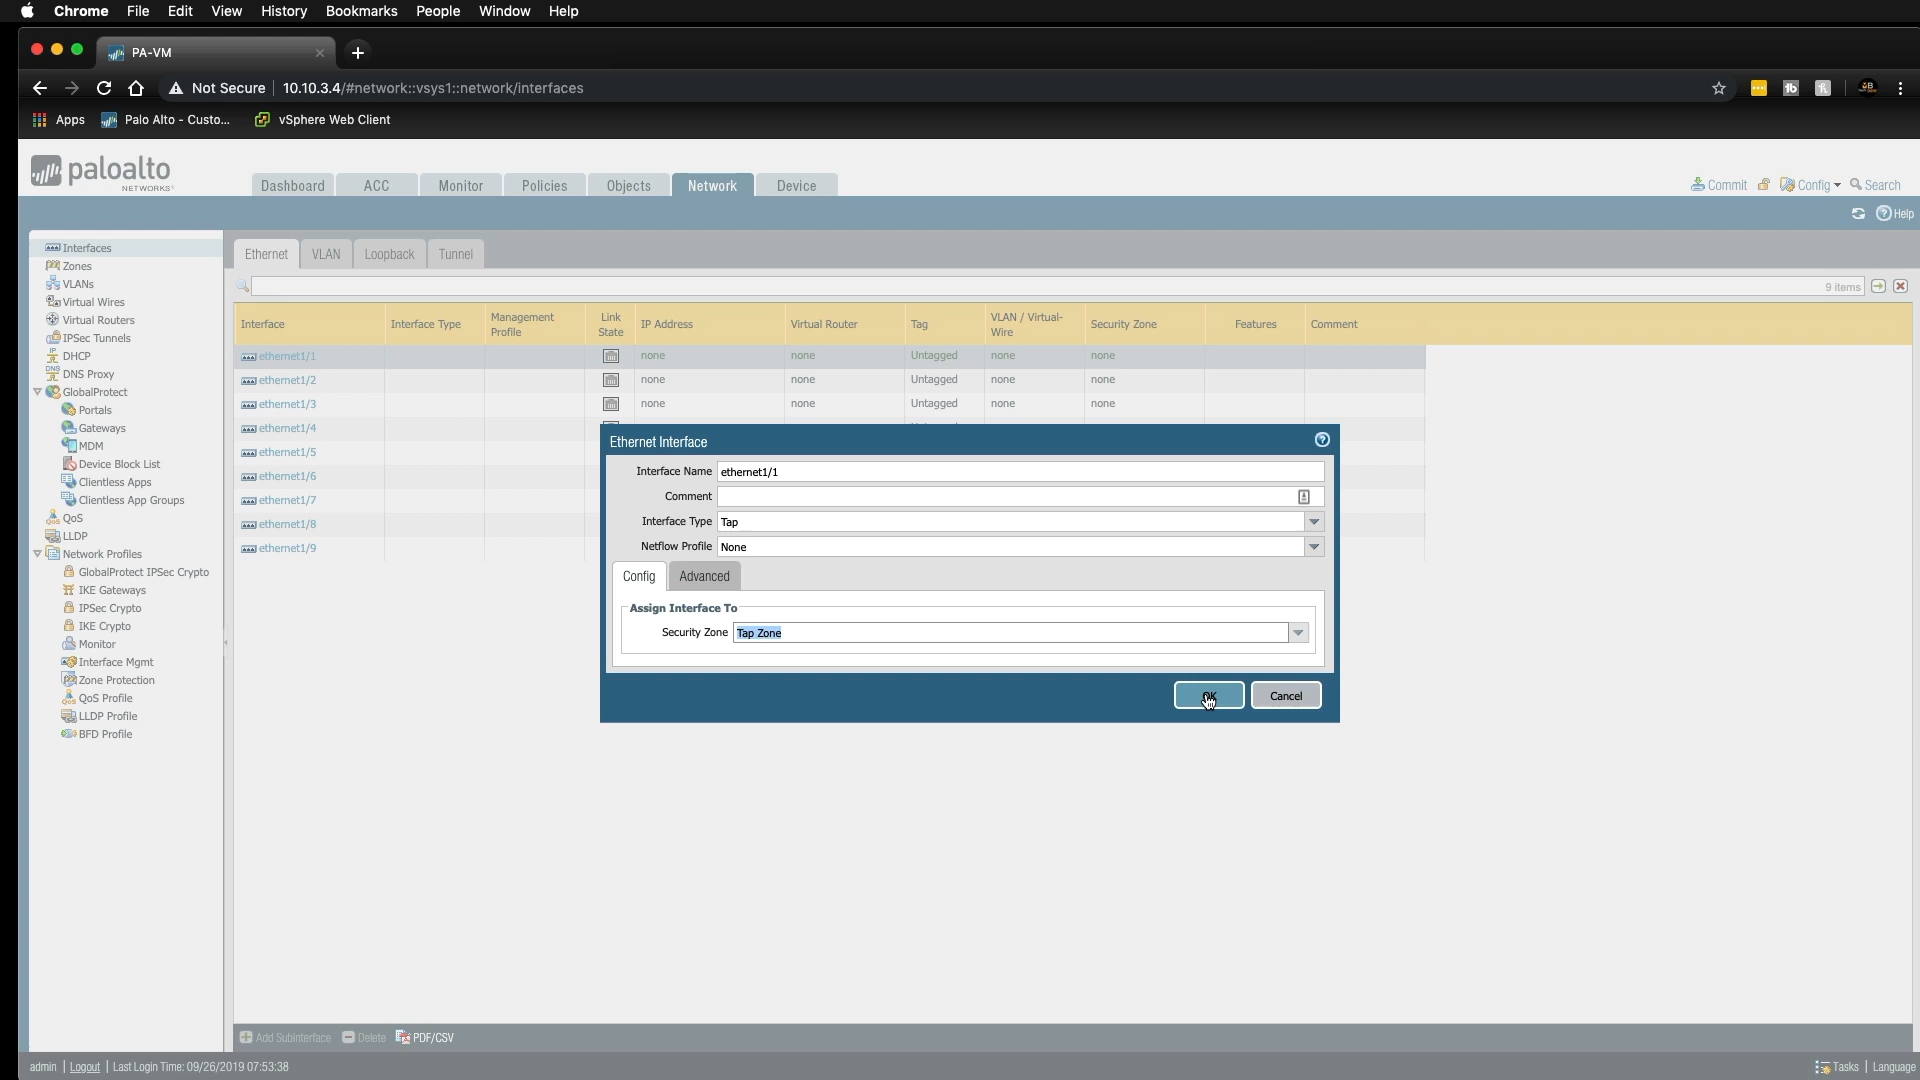 Chrome File Edit View History Bookmarks People Window Help
PA-VM
Not Secure 10.10.3.4/#network::vsys1::network/interfaces
Apps Palo Alto - Custo... vSphere Web Client
paloalto
NETWORKS
Dashboard ACC Monitor Policies Objects Network Device
Commit Config Search
Help
Interfaces
Zones
VLANs
Virtual Wires
Virtual Routers
IPSec Tunnels
DHCP
DNS Proxy
GlobalProtect
Portals
Gateways
MDM
Device Block List
Clientless Apps
Clientless App Groups
QoS
LLDP
Network Profiles
GlobalProtect IPSec Crypto
IKE Gateways
IPSec Crypto
IKE Crypto
Monitor
Interface Mgmt
Zone Protection
QoS Profile
LLDP Profile
BFD Profile
Ethernet VLAN Loopback Tunnel
9 items
Interface Interface Type Management Profile Link State IP Address Virtual Router Tag VLAN / Virtual-Wire Security Zone Features Comment
ethernet1/1 none none Untagged none none
ethernet1/2 none none Untagged none none
ethernet1/3 none none Untagged none none
ethernet1/4
ethernet1/5
ethernet1/6
ethernet1/7
ethernet1/8
ethernet1/9
Ethernet Interface
Interface Name ethernet1/1
Comment
Interface Type Tap
Netflow Profile None
Config Advanced
Assign Interface To
Security Zone Tap Zone
OK Cancel
Add Subinterface Delete PDF/CSV
admin | Logout | Last Login Time: 09/26/2019 07:53:38
Tasks | Language